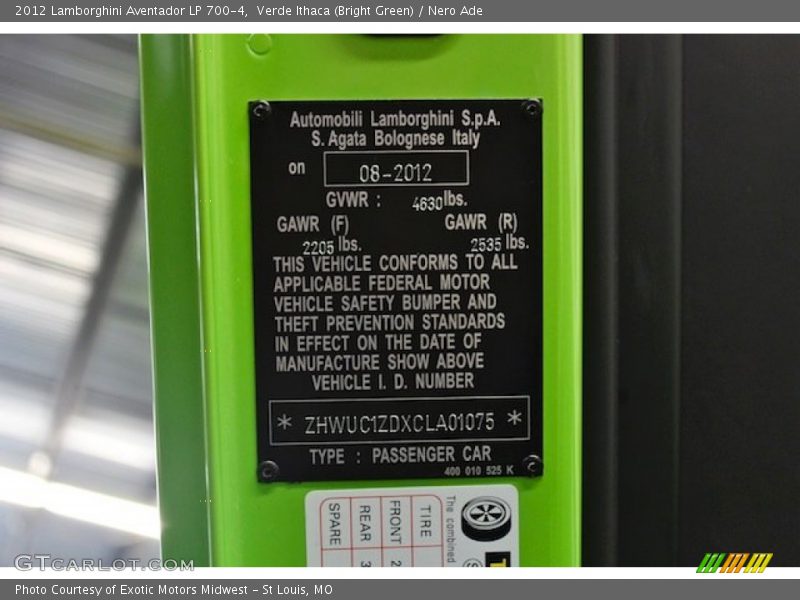 2012 Lamborghini Aventador LP 700-4, Verde Ithaca (Bright Green) / Nero Ade
Automobili Lamborghini S.p.A.
S. Agata Bolognese Italy
on 08-2012
GVWR : 4630 lbs.
GAWR (F) GAWR (R)
2205 lbs. 2535 lbs.
THIS VEHICLE CONFORMS TO ALL
APPLICABLE FEDERAL MOTOR
VEHICLE SAFETY BUMPER AND
THEFT PREVENTION STANDARDS
IN EFFECT ON THE DATE OF
MANUFACTURE SHOW ABOVE
VEHICLE I. D. NUMBER
* ZHWUC1ZDXCLA01075 *
TYPE : PASSENGER CAR
400 010 525 K
The combined
TIRE
FRONT 2
REAR 3
SPARE
GTcarlot.com
Photo Courtesy of Exotic Motors Midwest - St Louis, MO